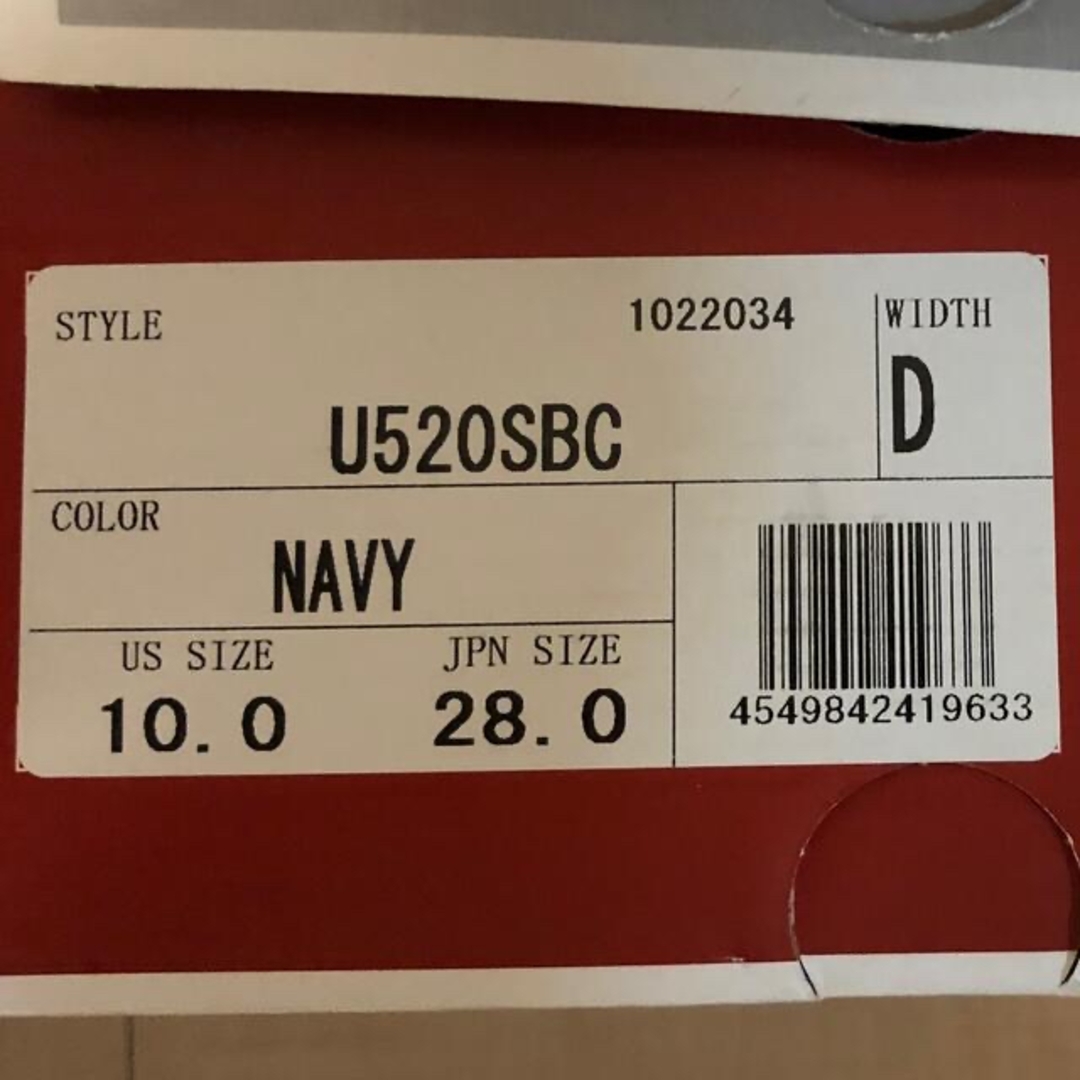 STYLE 1022034 WIDTH
U520SBC D
COLOR
NAVY
US SIZE JPN SIZE
10.0 28.0
4549842419633